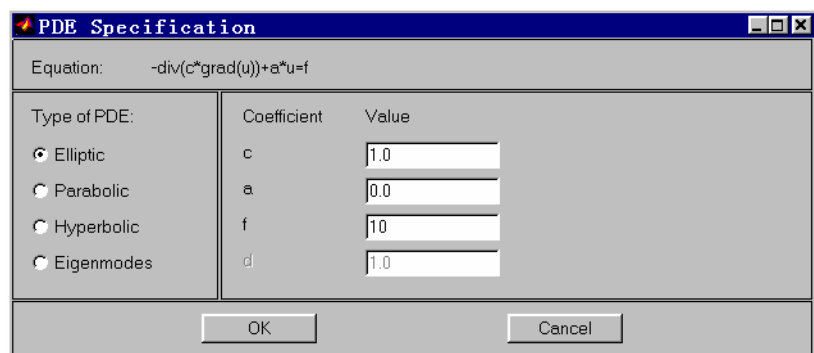 PDE Specification
Equation: -div(c*grad(u))+a*u=f
Type of PDE: Coefficient Value
Elliptic c 1.0
Parabolic a 0.0
Hyperbolic f 10
Eigenmodes d 1.0
OK Cancel